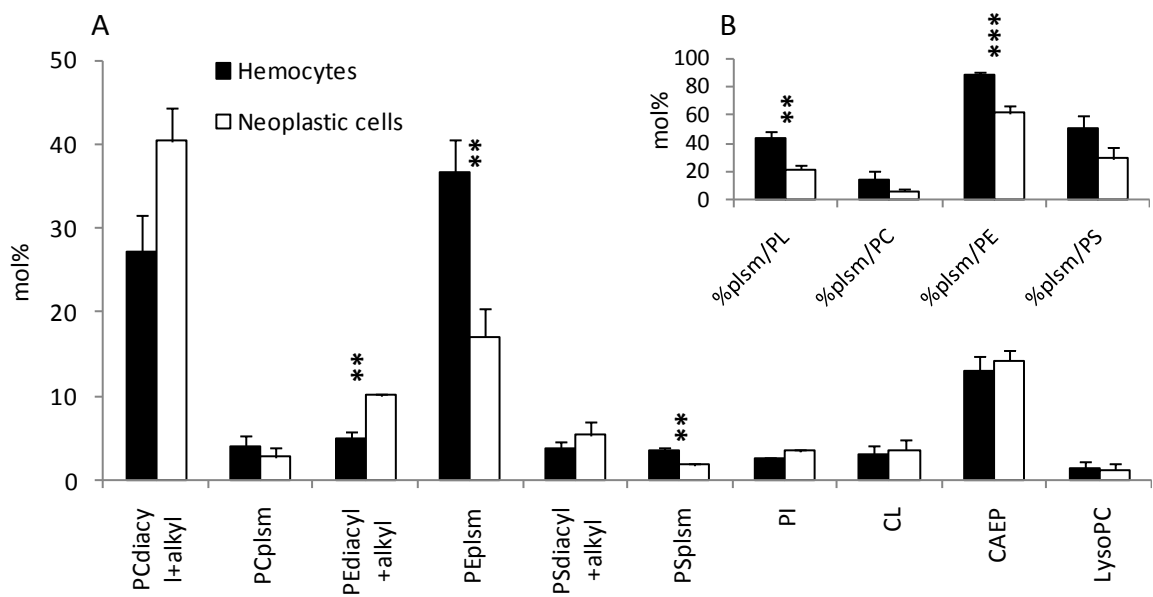 A
50
40
30
20
10
0
mol%
Hemocytes
Neoplastic cells
**
**
**
PCdiacy
l+alkyl
PCplsm
PEdiacyl
+alkyl
PEplsm
PSdiacyl
+alkyl
PSplsm
PI
CL
CAEP
LysoPC
B
100
80
60
40
20
0
mol%
**
***
%plsm/PL
%plsm/PC
%plsm/PE
%plsm/PS